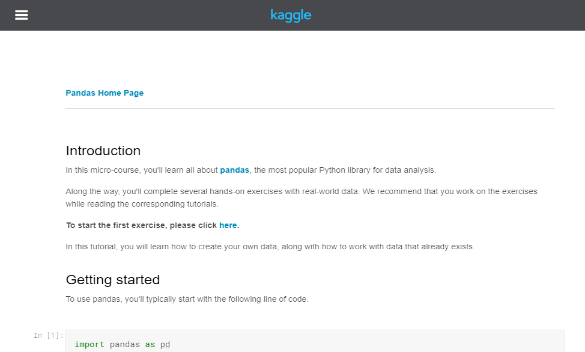 kaggle
Pandas Home Page
Introduction
In this micro-course, you'll learn all about pandas, the most popular Python library for data analysis.
Along the way, you'll complete several hands-on exercises with real-world data. We recommend that you work on the exercises
while reading the corresponding tutorials.
To start the first exercise, please click here.
In this tutorial, you will learn how to create your own data, along with how to work with data that already exists.
Getting started
To use pandas, you'll typically start with the following line of code.
In [1]:
import pandas as pd